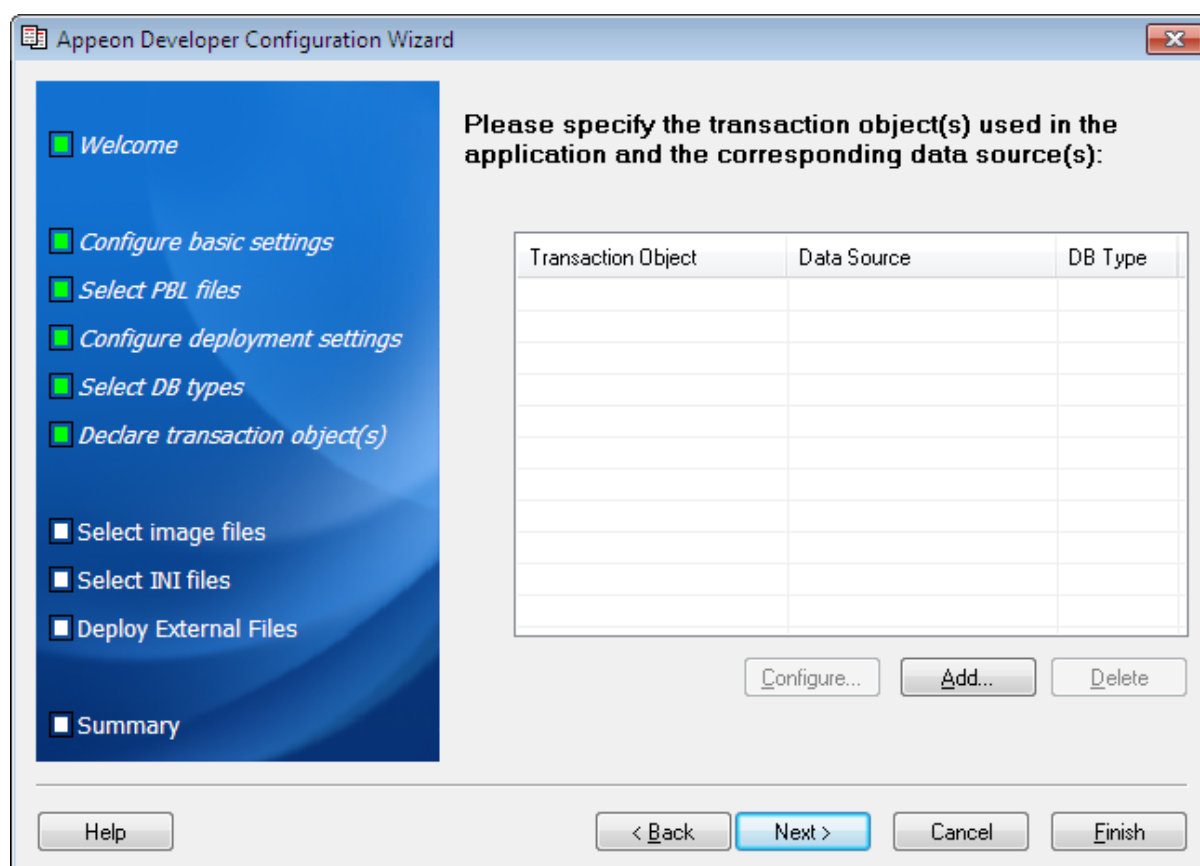 Appeon Developer Configuration Wizard
Welcome
Configure basic settings
Select PBL files
Configure deployment settings
Select DB types
Declare transaction object(s)
Select image files
Select INI files
Deploy External Files
Summary
Please specify the transaction object(s) used in the
application and the corresponding data source(s):
Transaction Object Data Source DB Type
Configure... Add... Delete
Help < Back Next > Cancel Finish